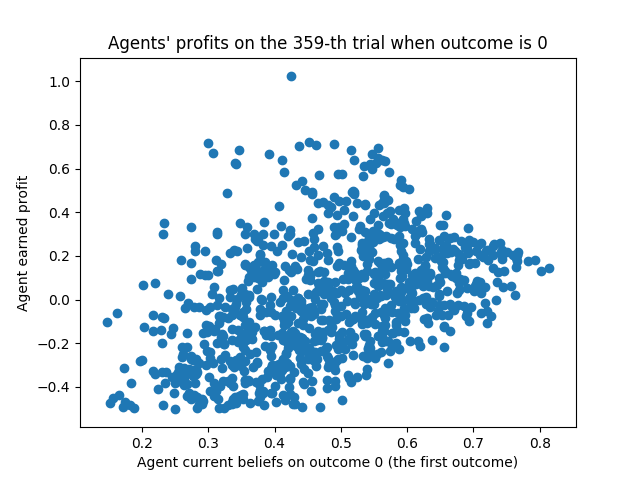 Agents' profits on the 359-th trial when outcome is 0
1.0
0.8
0.6
0.4
0.2
0.0
−0.2
−0.4
Agent earned profit
0.2 0.3 0.4 0.5 0.6 0.7 0.8
Agent current beliefs on outcome 0 (the first outcome)